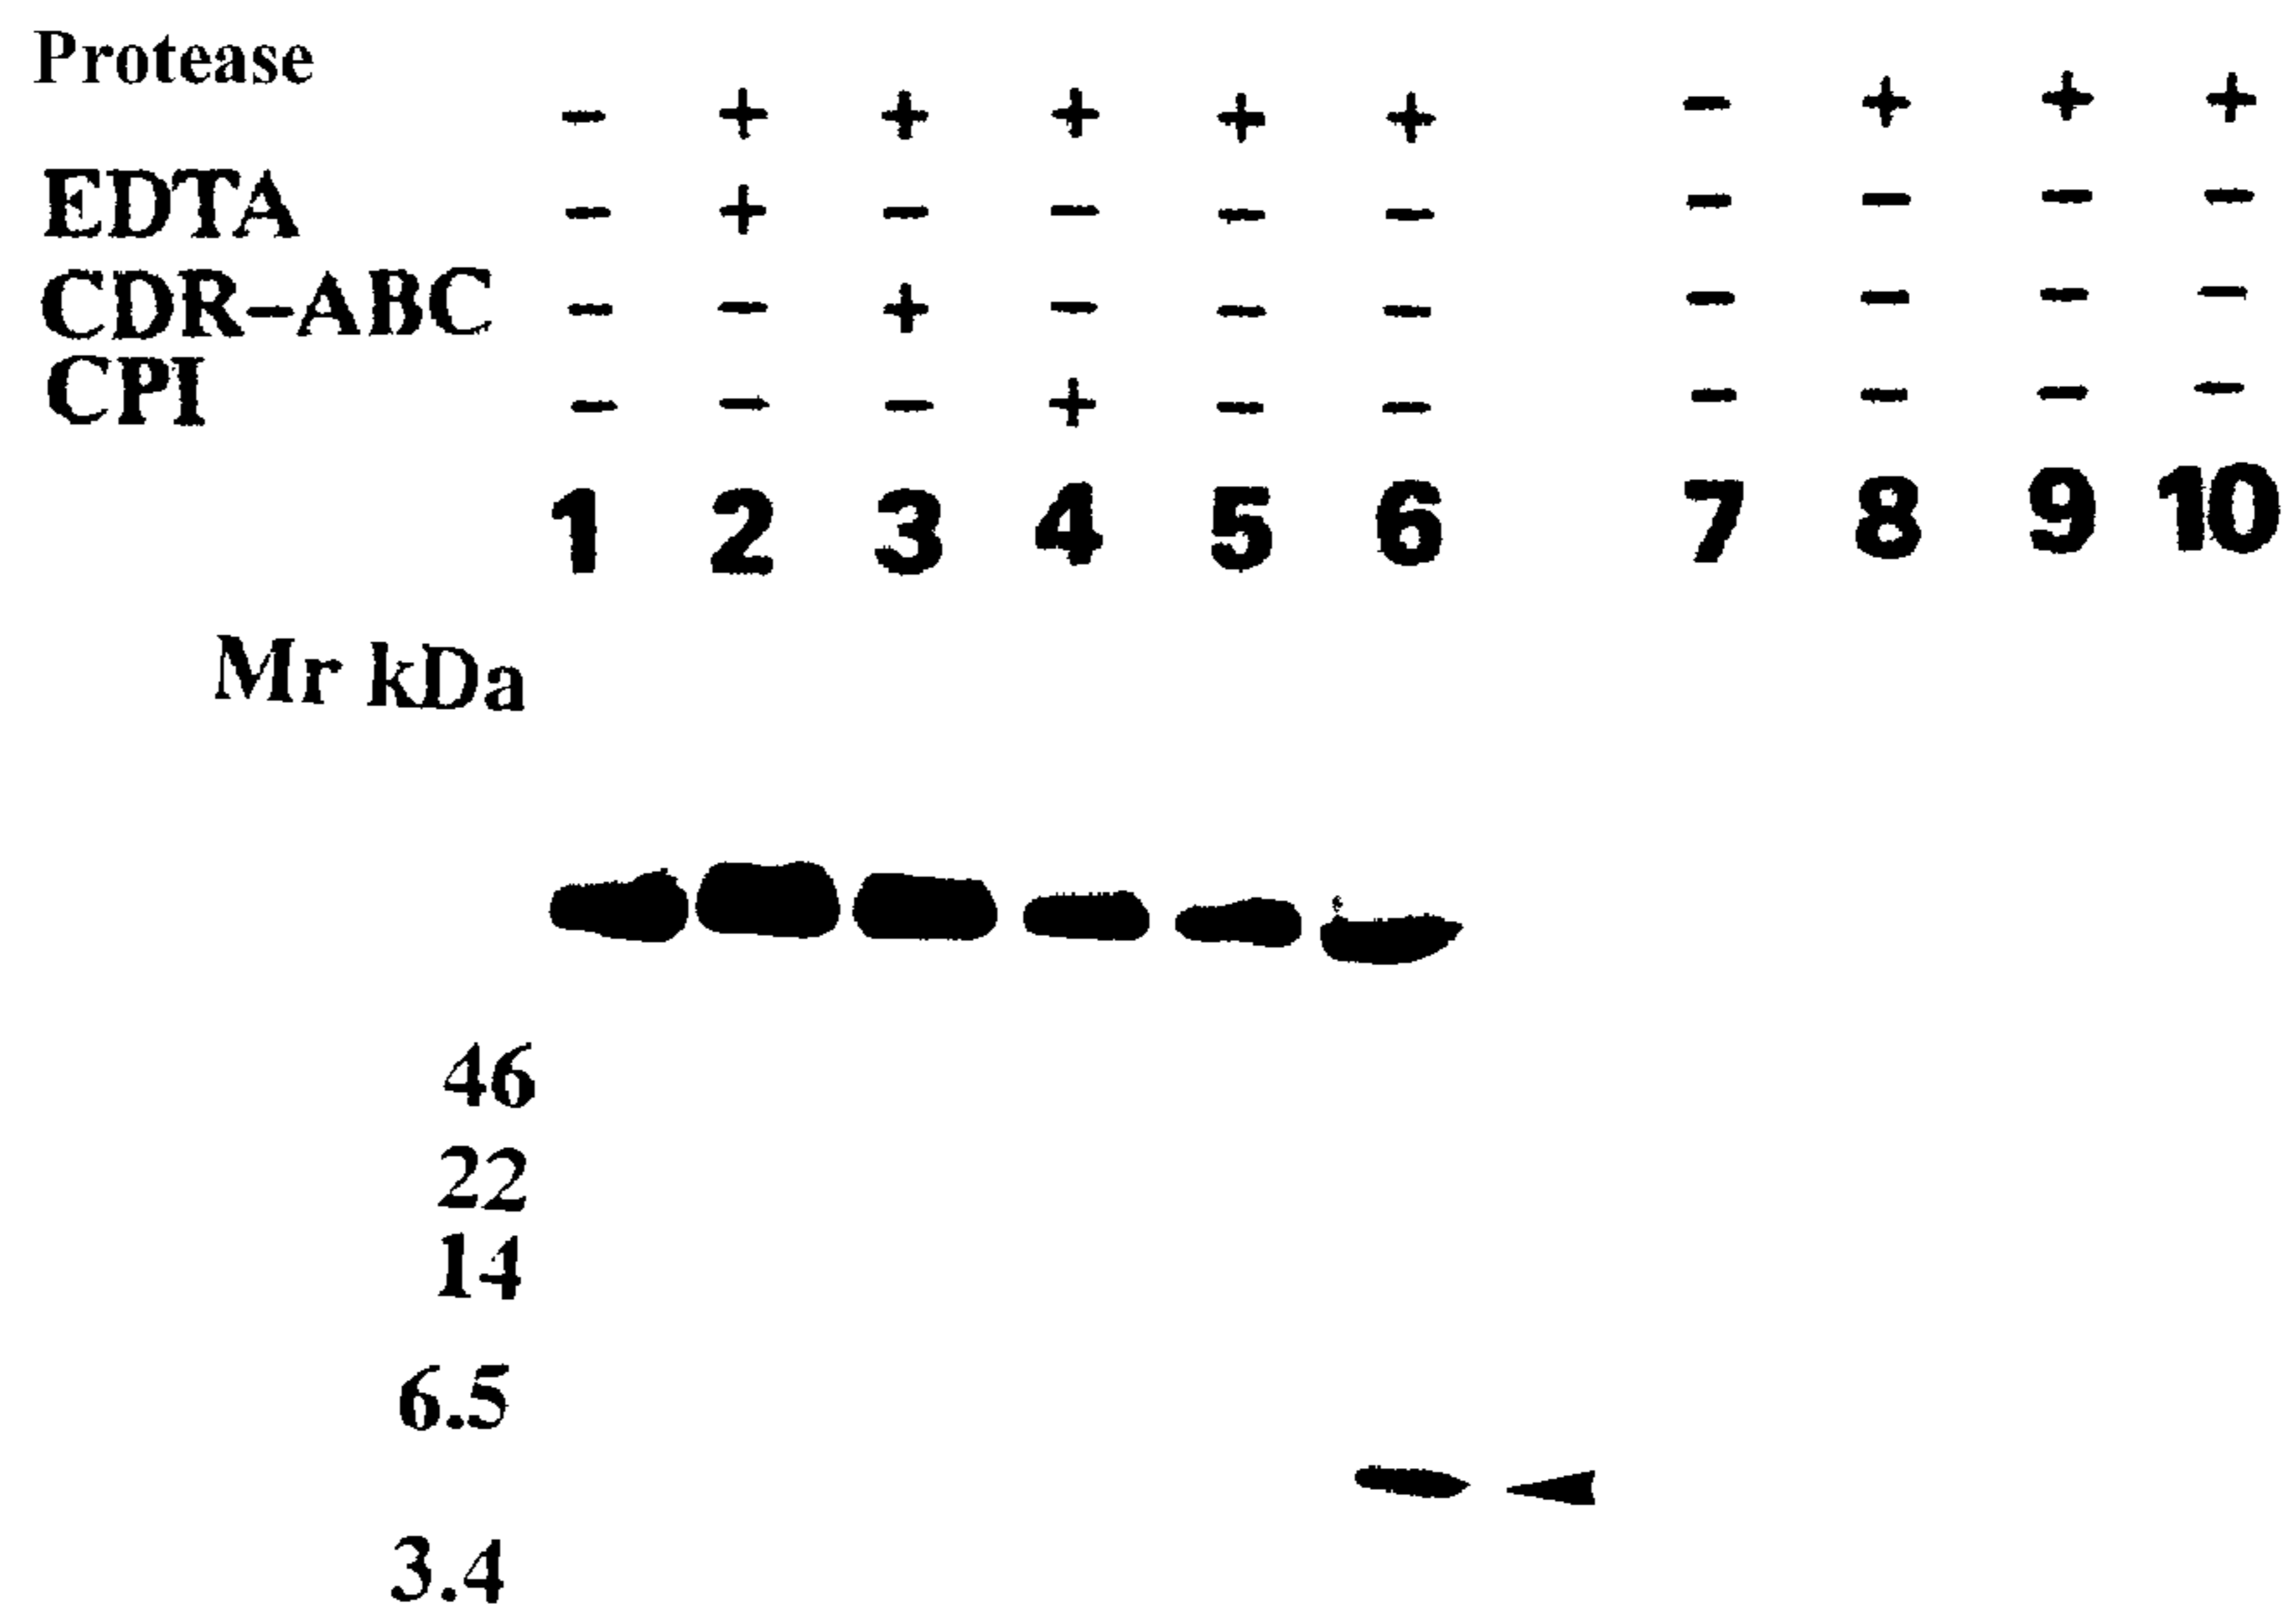 Protease - + + + + + - + + +
EDTA - + - - - - - - - -
CDR-ABC - - + - - - - - - -
CPI - - - + - - - - - -
1 2 3 4 5 6 7 8 9 10
Mr kDa
46
22
14
6.5
3.4